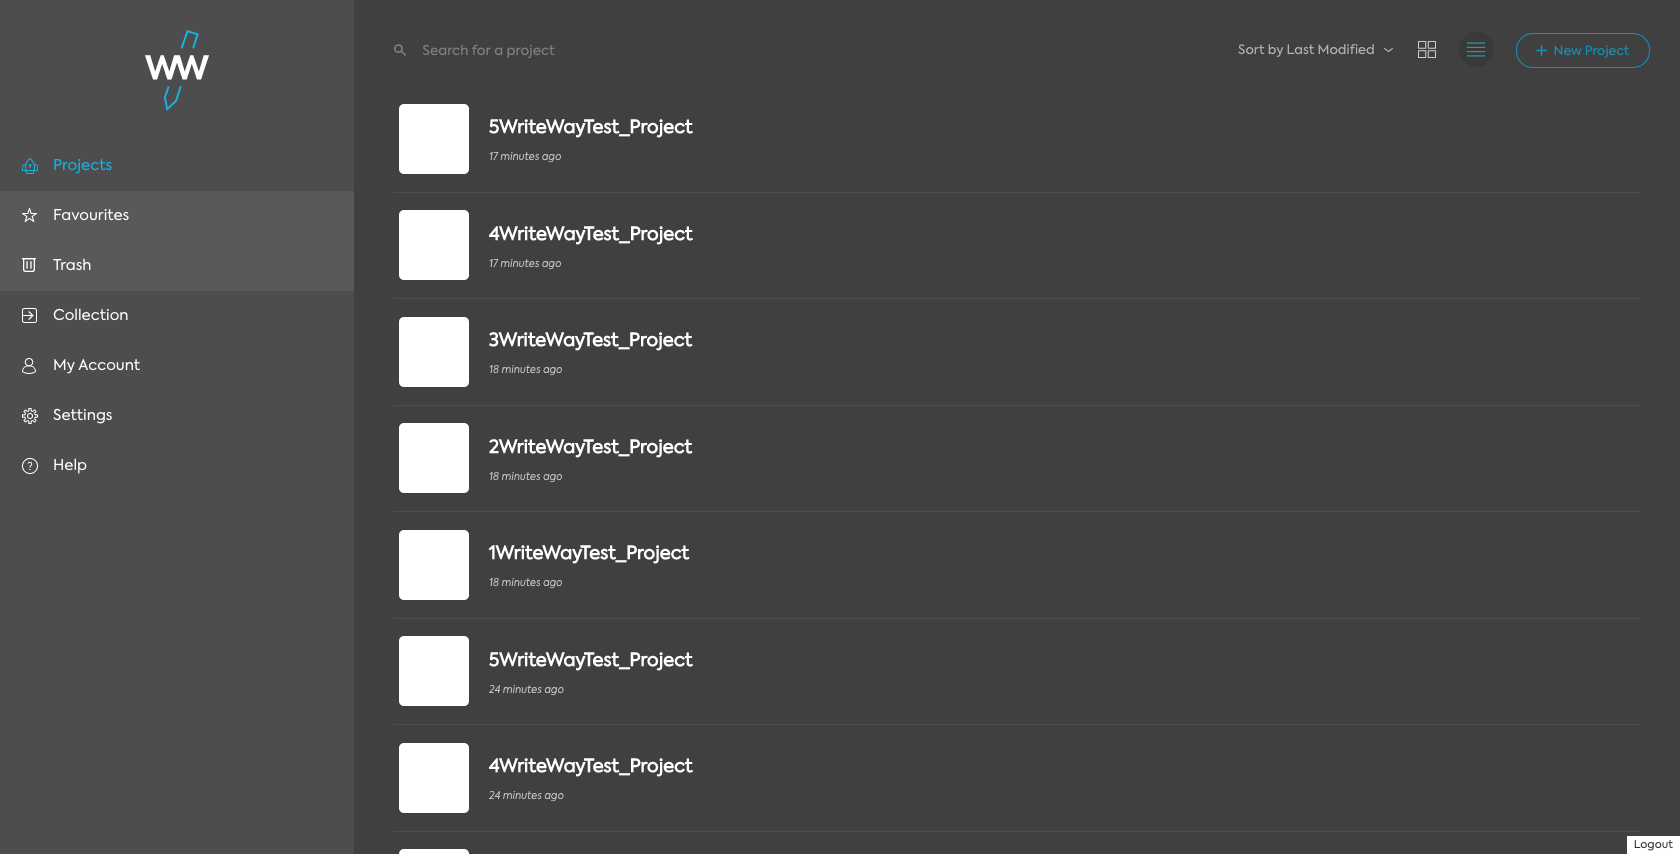 WW
Projects
Favourites
Trash
Collection
My Account
Settings
Help
Search for a project
Sort by Last Modified
+ New Project
5WriteWayTest_Project
17 minutes ago
4WriteWayTest_Project
17 minutes ago
3WriteWayTest_Project
18 minutes ago
2WriteWayTest_Project
18 minutes ago
1WriteWayTest_Project
18 minutes ago
5WriteWayTest_Project
24 minutes ago
4WriteWayTest_Project
24 minutes ago
Logout